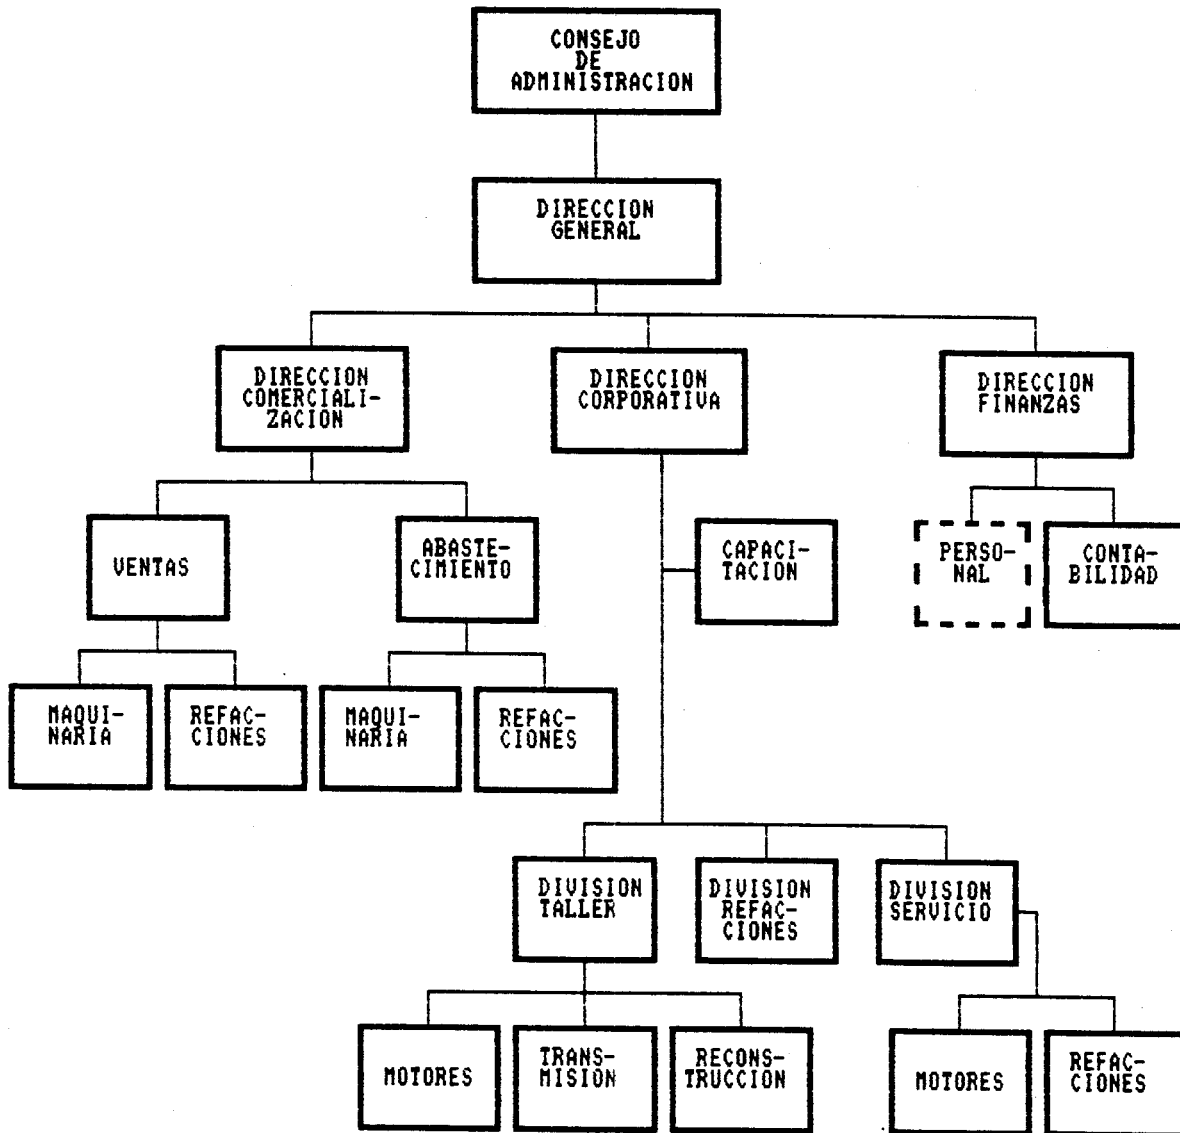 CONSEJO
DE
ADMINISTRACION
DIRECCION
GENERAL
DIRECCION
COMERCIALI-
ZACION
DIRECCION
CORPORATIVA
DIRECCION
FINANZAS
VENTAS
ABASTE-
CIMIENTO
CAPACI-
TACION
PERSO-
NAL
CONTA-
BILIDAD
MAQUI-
NARIA
REFAC-
CIONES
MAQUI-
NARIA
REFAC-
CIONES
DIVISION
TALLER
DIVISION
REFAC-
CIONES
DIVISION
SERVICIO
MOTORES
TRANS-
MISION
RECONS-
TRUCCION
MOTORES
REFAC-
CIONES